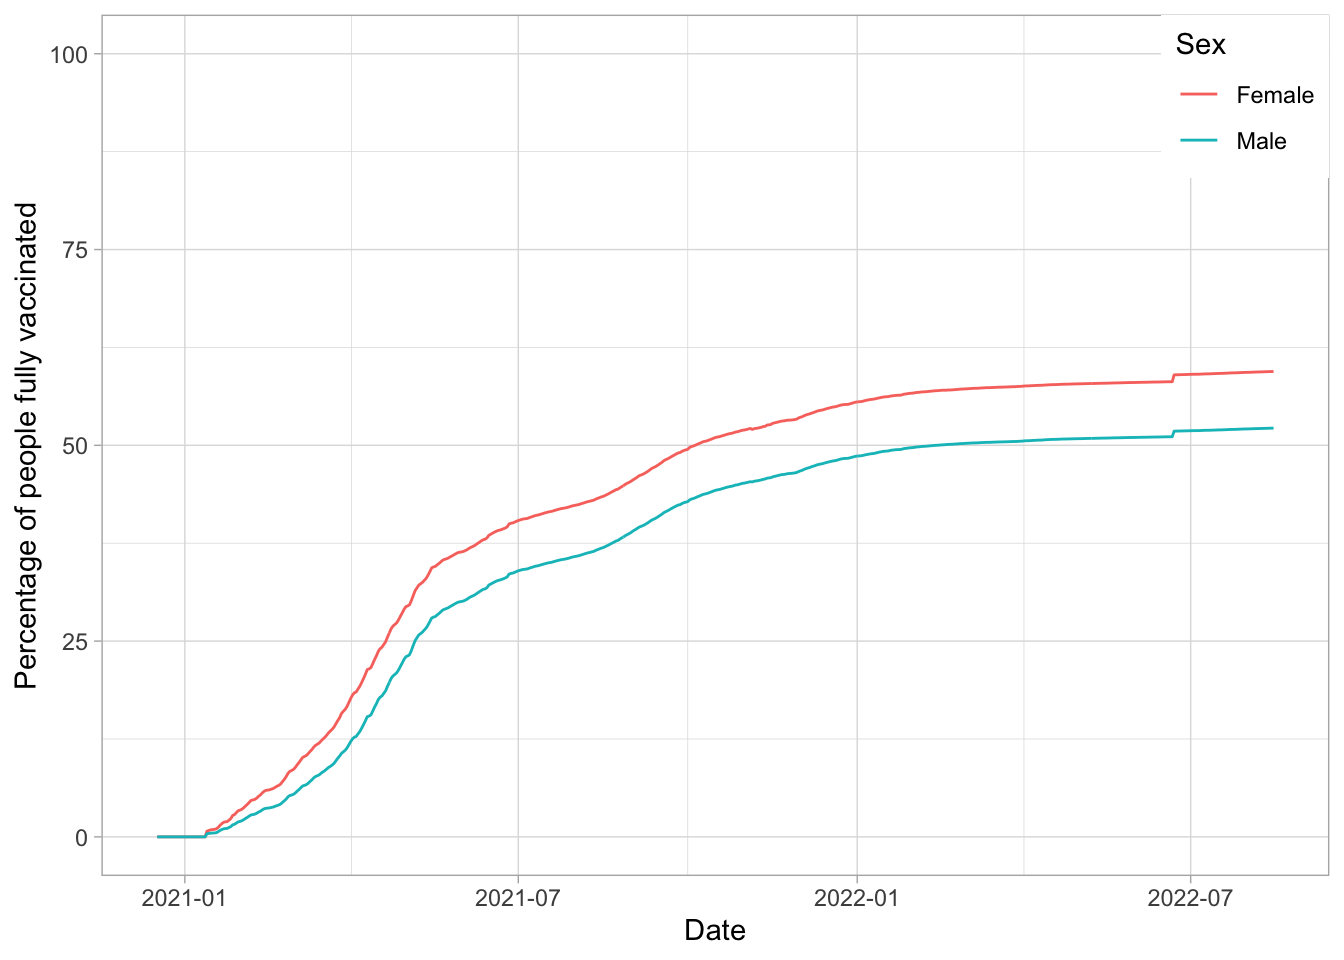 Sex
Female
Male
Percentage of people fully vaccinated
100
75
50
25
0
2021-01 2021-07 2022-01 2022-07
Date